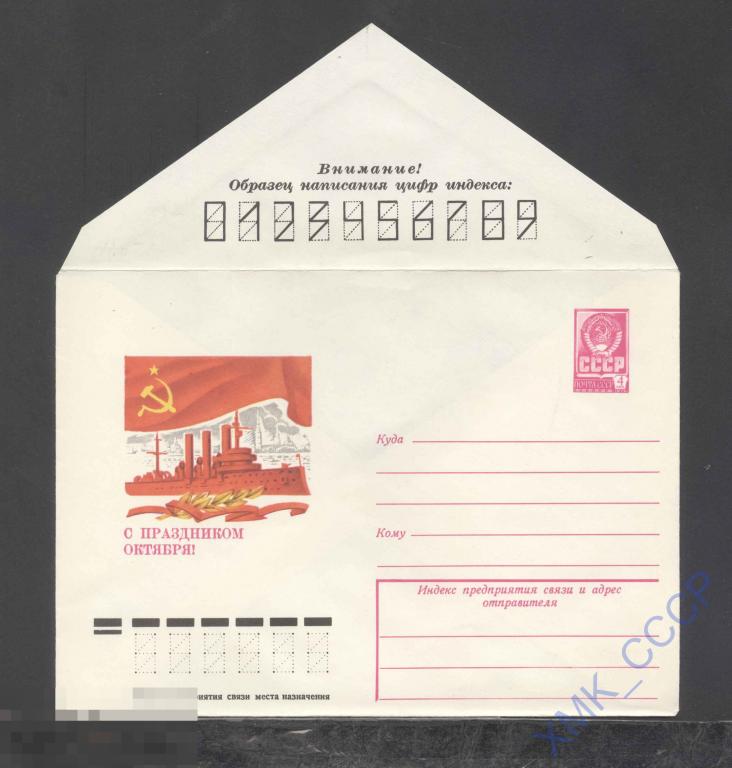 Внимание!
Образец написания цифр индекса:
0123456789
СССР
ПОЧТА СССР 4
Куда
С ПРАЗДНИКОМ
ОКТЯБРЯ!
Кому
Индекс предприятия связи и адрес
отправителя
связи места назначения
ХМК_СССР